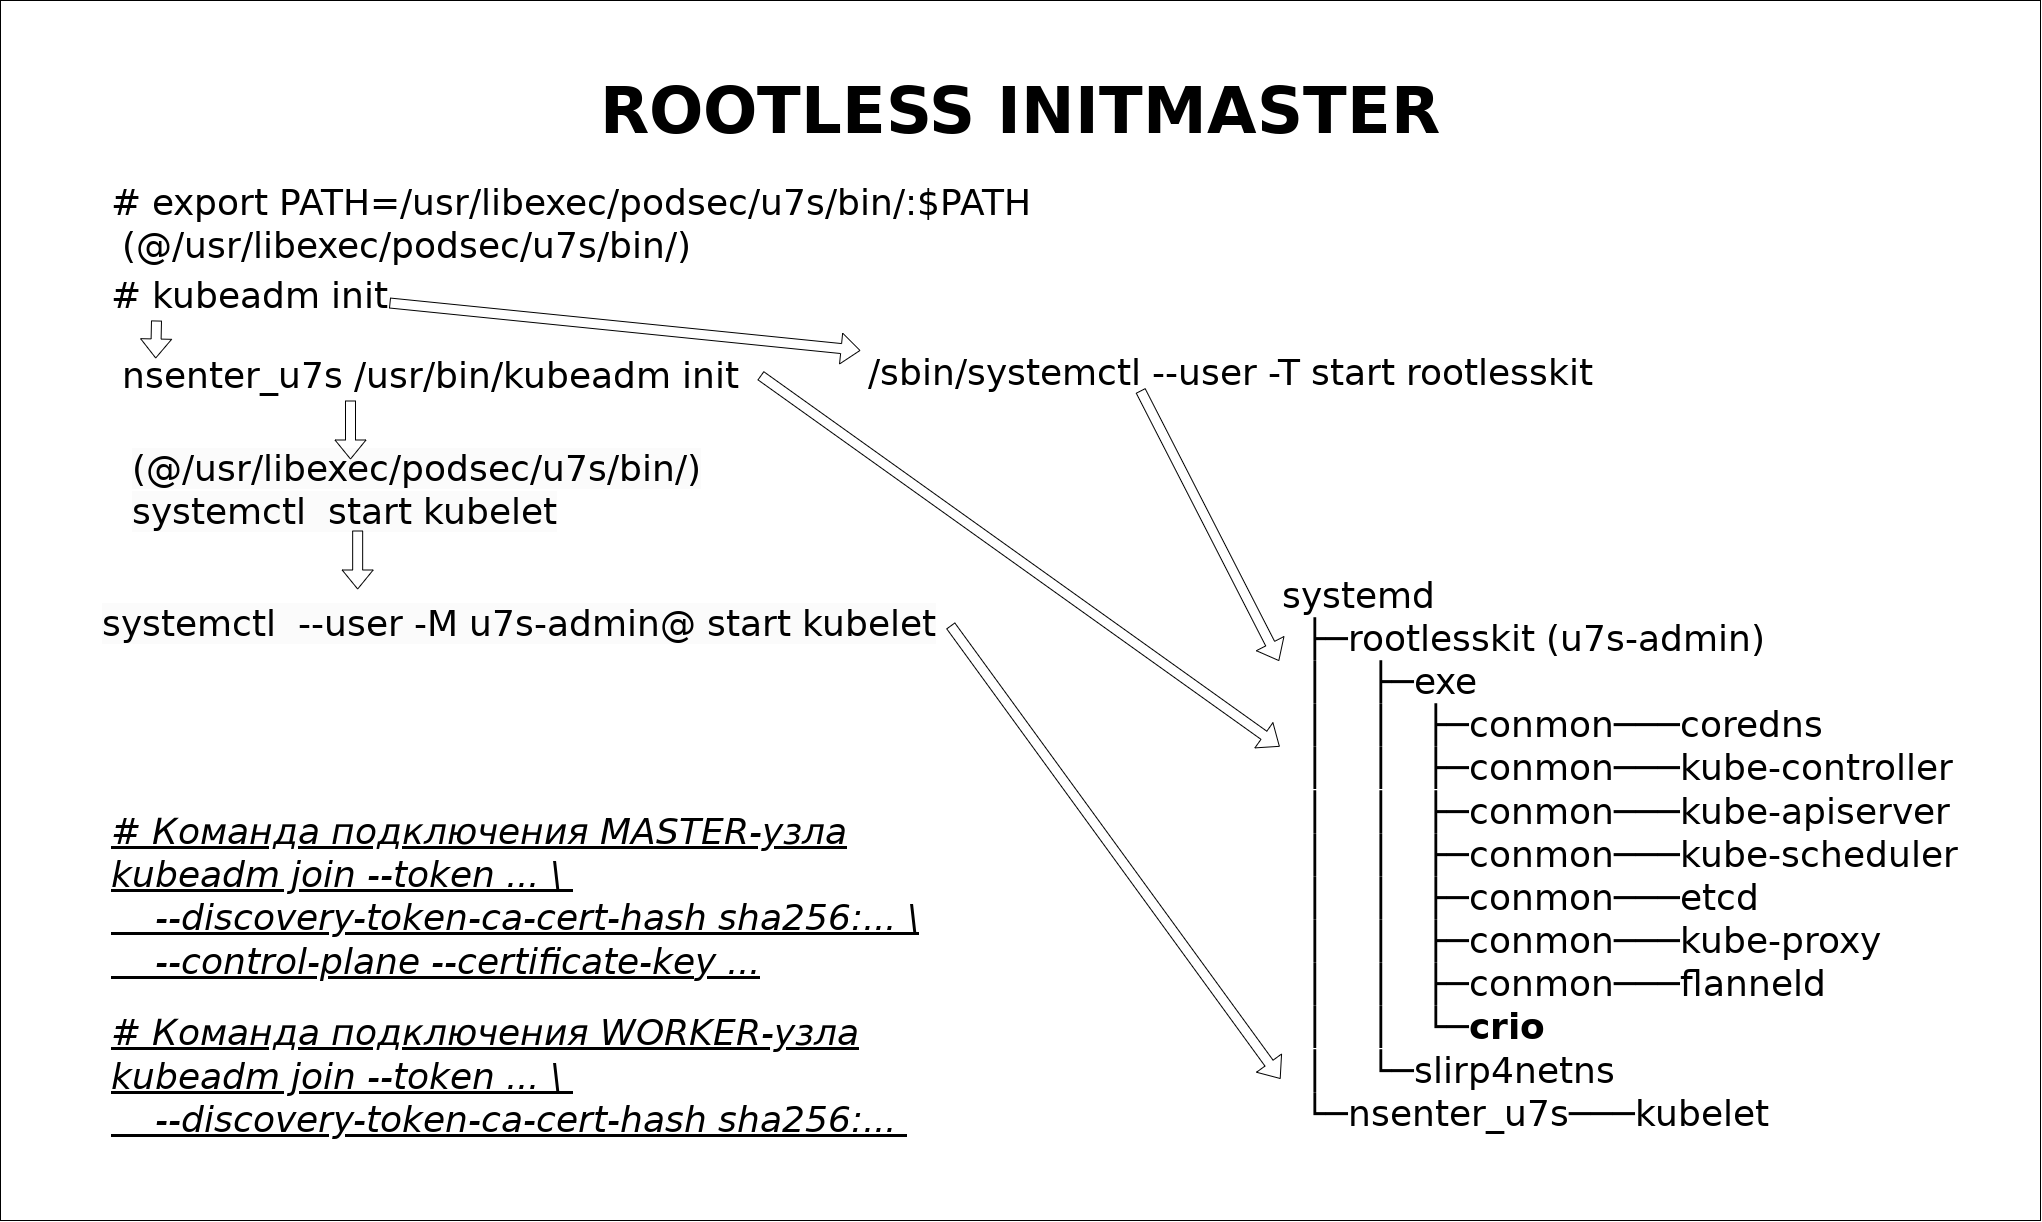 ROOTLESS INITMASTER
# export PATH=/usr/libexec/podsec/u7s/bin/:$PATH
(@/usr/libexec/podsec/u7s/bin/)
# kubeadm init
nsenter_u7s /usr/bin/kubeadm init
/sbin/systemctl --user -T start rootlesskit
(@/usr/libexec/podsec/u7s/bin/)
systemctl  start kubelet
systemctl  --user -M u7s-admin@ start kubelet
# Команда подключения MASTER-узла
kubeadm join --token ... \
    --discovery-token-ca-cert-hash sha256:... \
    --control-plane --certificate-key ...
# Команда подключения WORKER-узла
kubeadm join --token ... \
    --discovery-token-ca-cert-hash sha256:...
systemd
├─rootlesskit (u7s-admin)
│ ├─exe
│ │ ├─conmon──coredns
│ │ ├─conmon──kube-controller
│ │ ├─conmon──kube-apiserver
│ │ ├─conmon──kube-scheduler
│ │ ├─conmon──etcd
│ │ ├─conmon──kube-proxy
│ │ ├─conmon──flanneld
│ │ └─crio
│ └─slirp4netns
└─nsenter_u7s──kubelet